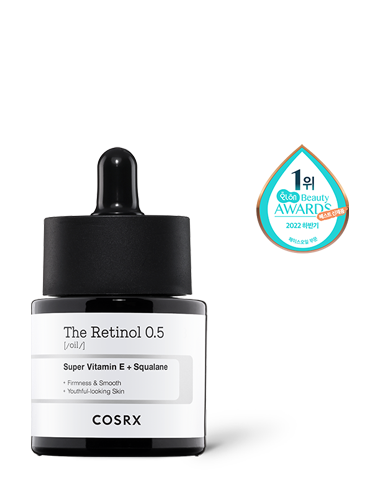 The Retinol 0.5
[/oil/]
Super Vitamin E + Squalane
• Firmness & Smooth
• Youthful-looking Skin
COSRX
1위
Beauty
AWARDS
2022 하반기